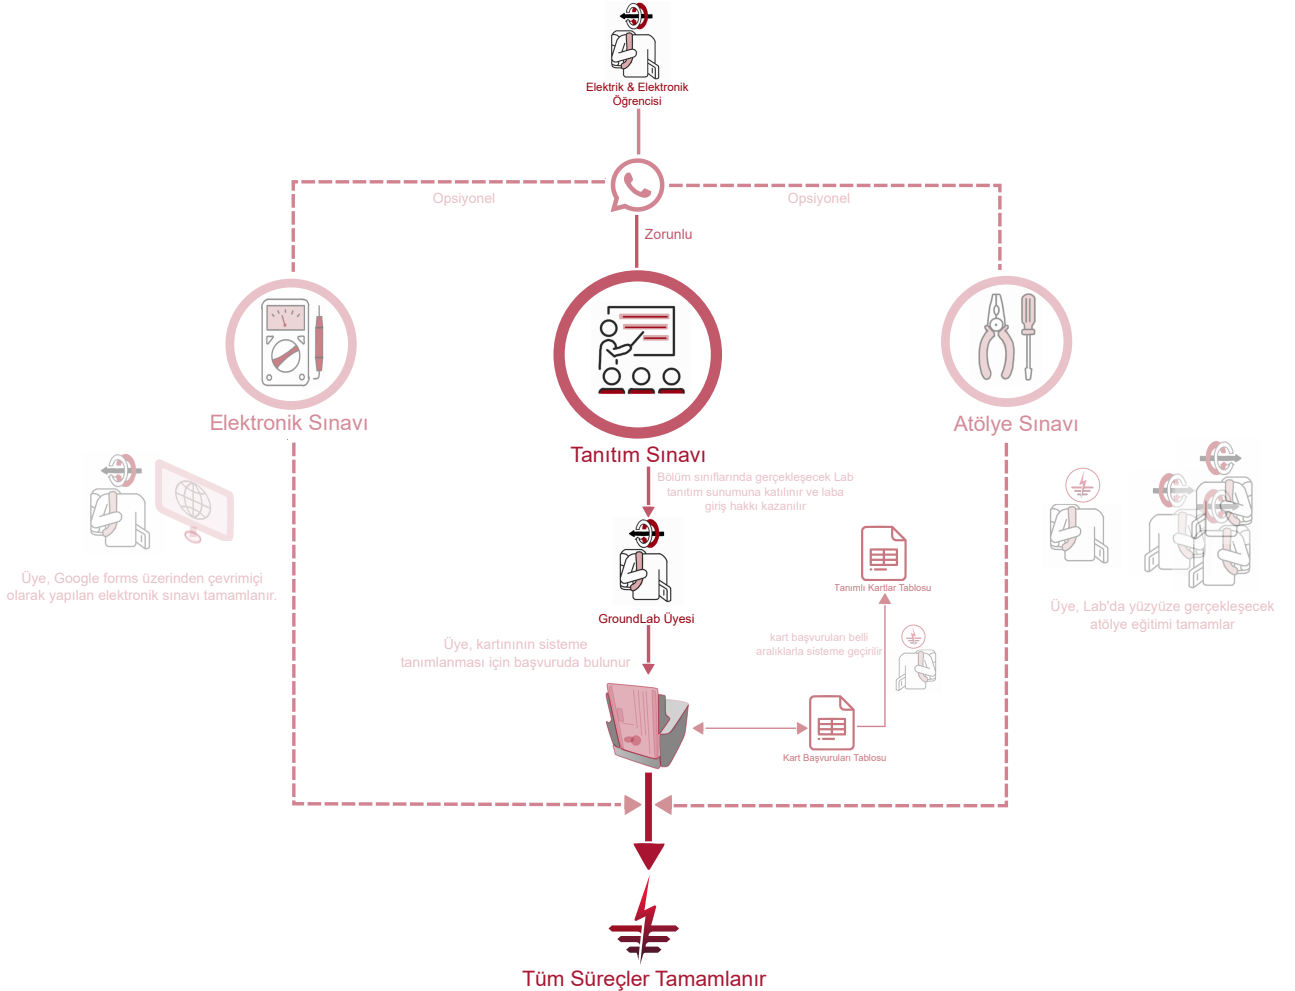 Elektrik & Elektronik
Öğrencisi
Opsiyonel
Opsiyonel
Zorunlu
Elektronik Sınavı
Tanıtım Sınavı
Atölye Sınavı
Bölüm sınıflarında gerçekleşecek Lab
tanıtım sunumuna katılınır ve laba
giriş hakkı kazanılır
Üye, Google forms üzerinden çevrimiçi
olarak yapılan elektronik sınavı tamamlanır.
Tanımlı Kartlar Tablosu
Üye, Lab'da yüzyüze gerçekleşecek
atölye eğitimi tamamlar
GroundLab Üyesi
Üye, kartınının sisteme
tanımlanması için başvuruda bulunur
kart başvuruları belli
aralıklarla sisteme geçirilir
Kart Başvuruları Tablosu
Tüm Süreçler Tamamlanır